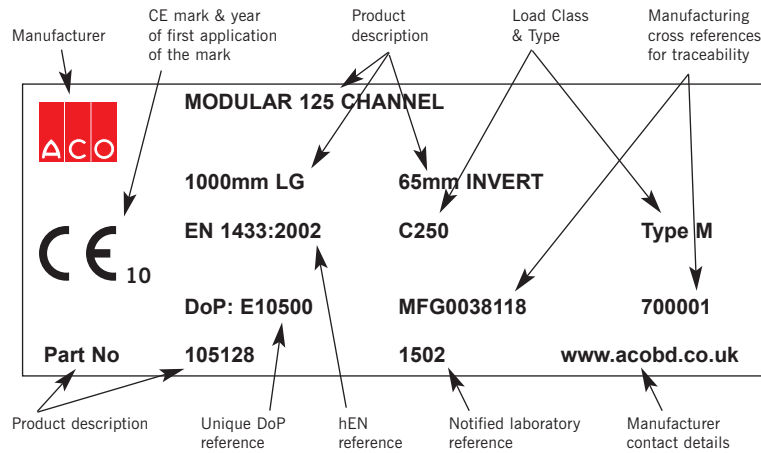 Manufacturer
CE mark & year
of first application
of the mark
Product
description
Load Class
& Type
Manufacturing
cross references
for traceability
ACO
MODULAR 125 CHANNEL
1000mm LG
65mm INVERT
CE 10
EN 1433:2002
C250
Type M
DoP: E10500
MFG0038118
700001
Part No
105128
1502
www.acobd.co.uk
Product description
Unique DoP
reference
hEN
reference
Notified laboratory
reference
Manufacturer
contact details